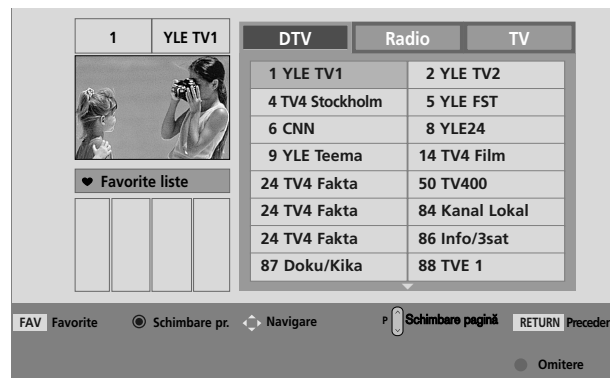 1 YLE TV1
DTV Radio TV
1 YLE TV1 2 YLE TV2
4 TV4 Stockholm 5 YLE FST
6 CNN 8 YLE24
9 YLE Teema 14 TV4 Film
24 TV4 Fakta 50 TV400
24 TV4 Fakta 84 Kanal Lokal
24 TV4 Fakta 86 Info/3sat
87 Doku/Kika 88 TVE 1
Favorite liste
FAV Favorite Schimbare pr. Navigare P Schimbare pagină RETURN Preceden
Omitere